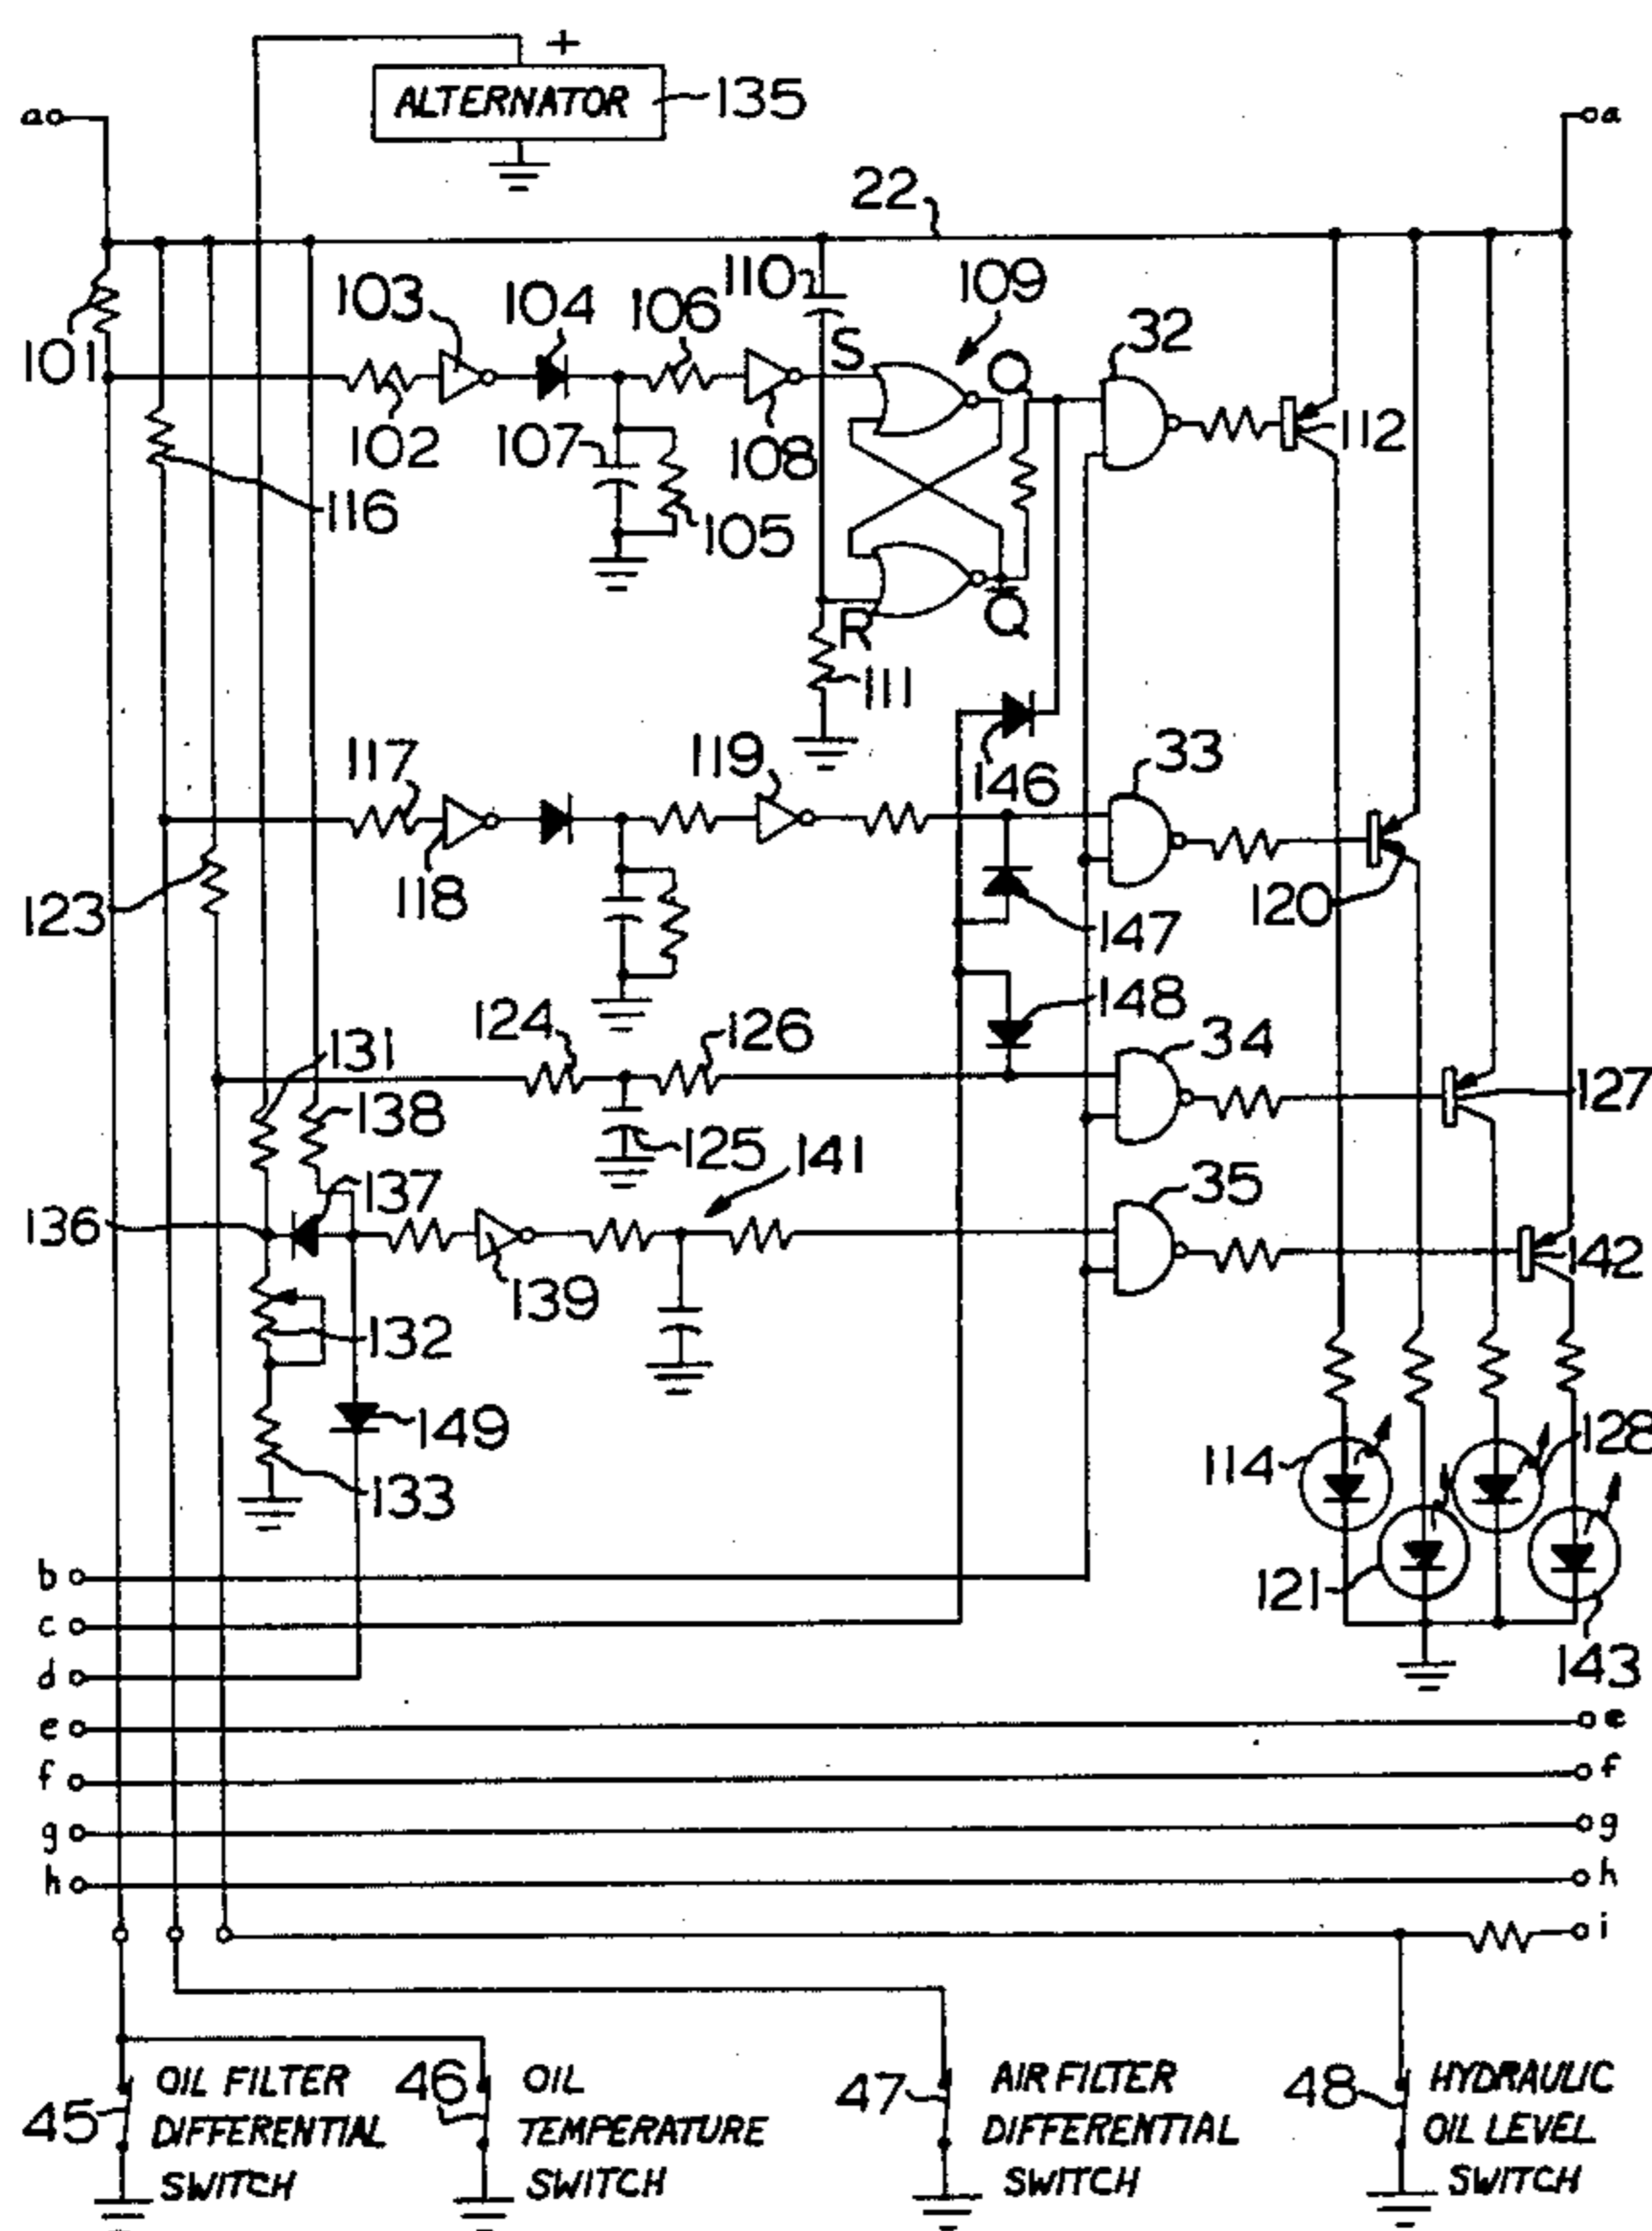 +
ALTERNATOR 135
a a
22
103 104 106 110 109
S Q 32
101 102 107 108 112
116 105
Q
R
111
117 119 146 33
118 120
123 147
148
124 126 34
131 127
138 125 141
137 35
136 142
139
132
149 128
114
133
121
b
c 143
d
e e
f f
g g
h h
i
45 OIL FILTER DIFFERENTIAL SWITCH
46 OIL TEMPERATURE SWITCH
47 AIR FILTER DIFFERENTIAL SWITCH
48 HYDRAULIC OIL LEVEL SWITCH